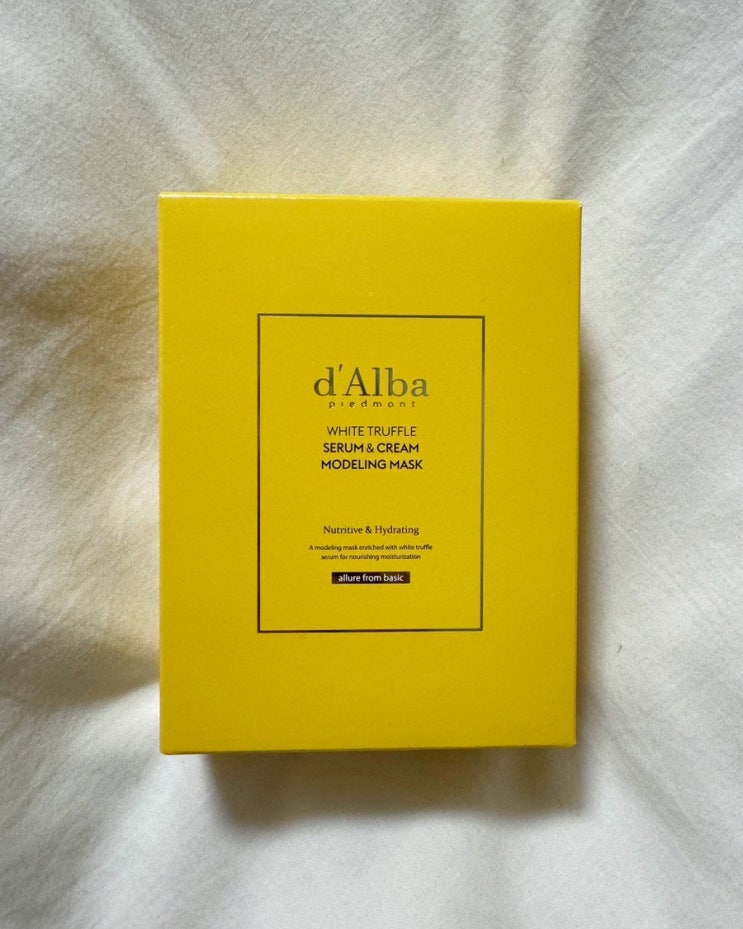 d'Alba
piedmont
WHITE TRUFFLE
SERUM & CREAM
MODELING MASK
Nutritive & Hydrating
A modeling mask enriched with white truffle
serum for nourishing moisturization
allure from basic